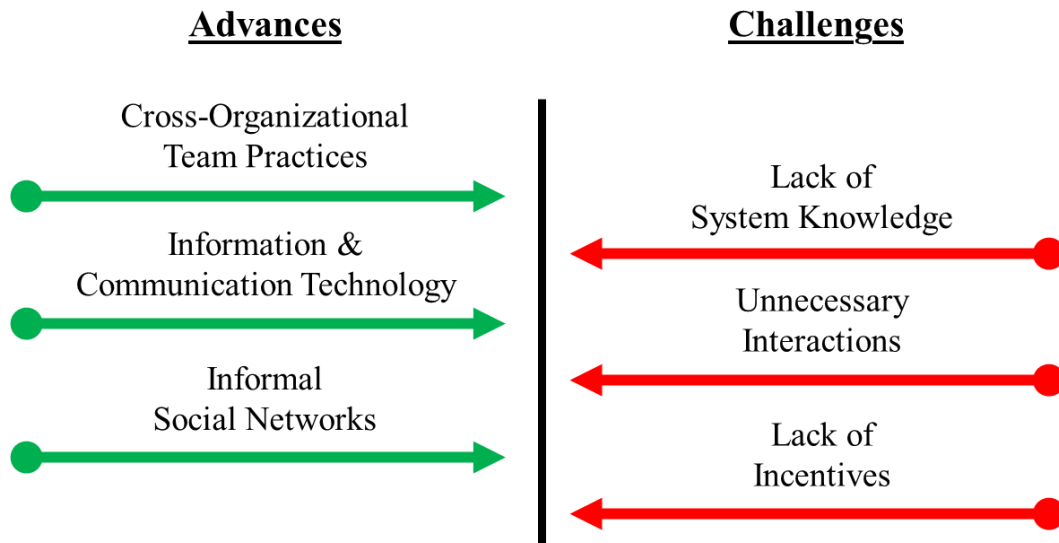 Advances
Cross-Organizational
Team Practices
Information &
Communication Technology
Informal
Social Networks
Challenges
Lack of
System Knowledge
Unnecessary
Interactions
Lack of
Incentives